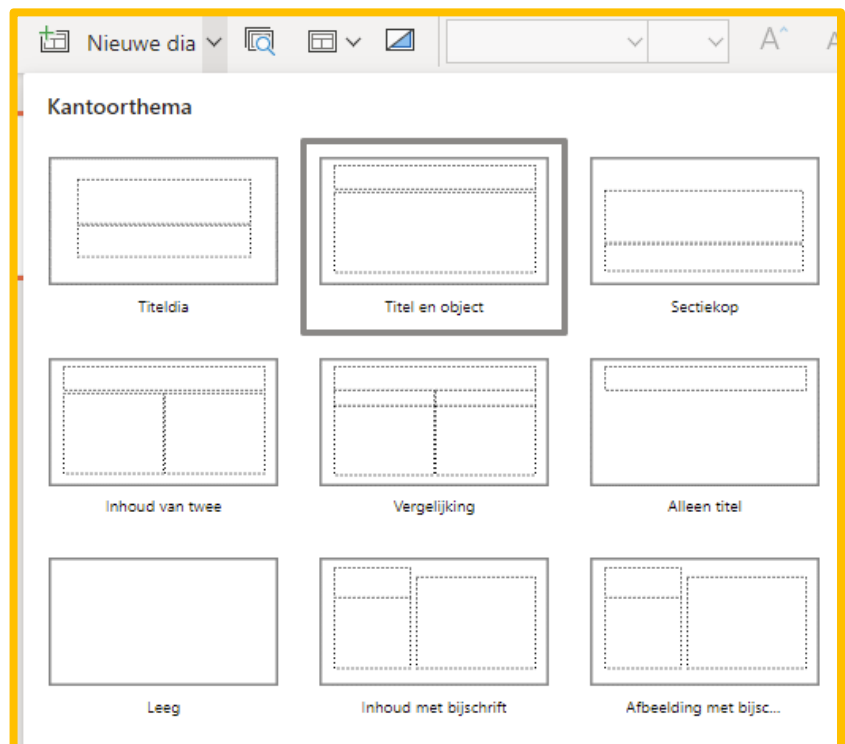 Nieuwe dia
A^
A
Kantoorthema
Titeldia
Titel en object
Sectiekop
Inhoud van twee
Vergelijking
Alleen titel
Leeg
Inhoud met bijschrift
Afbeelding met bijsc...